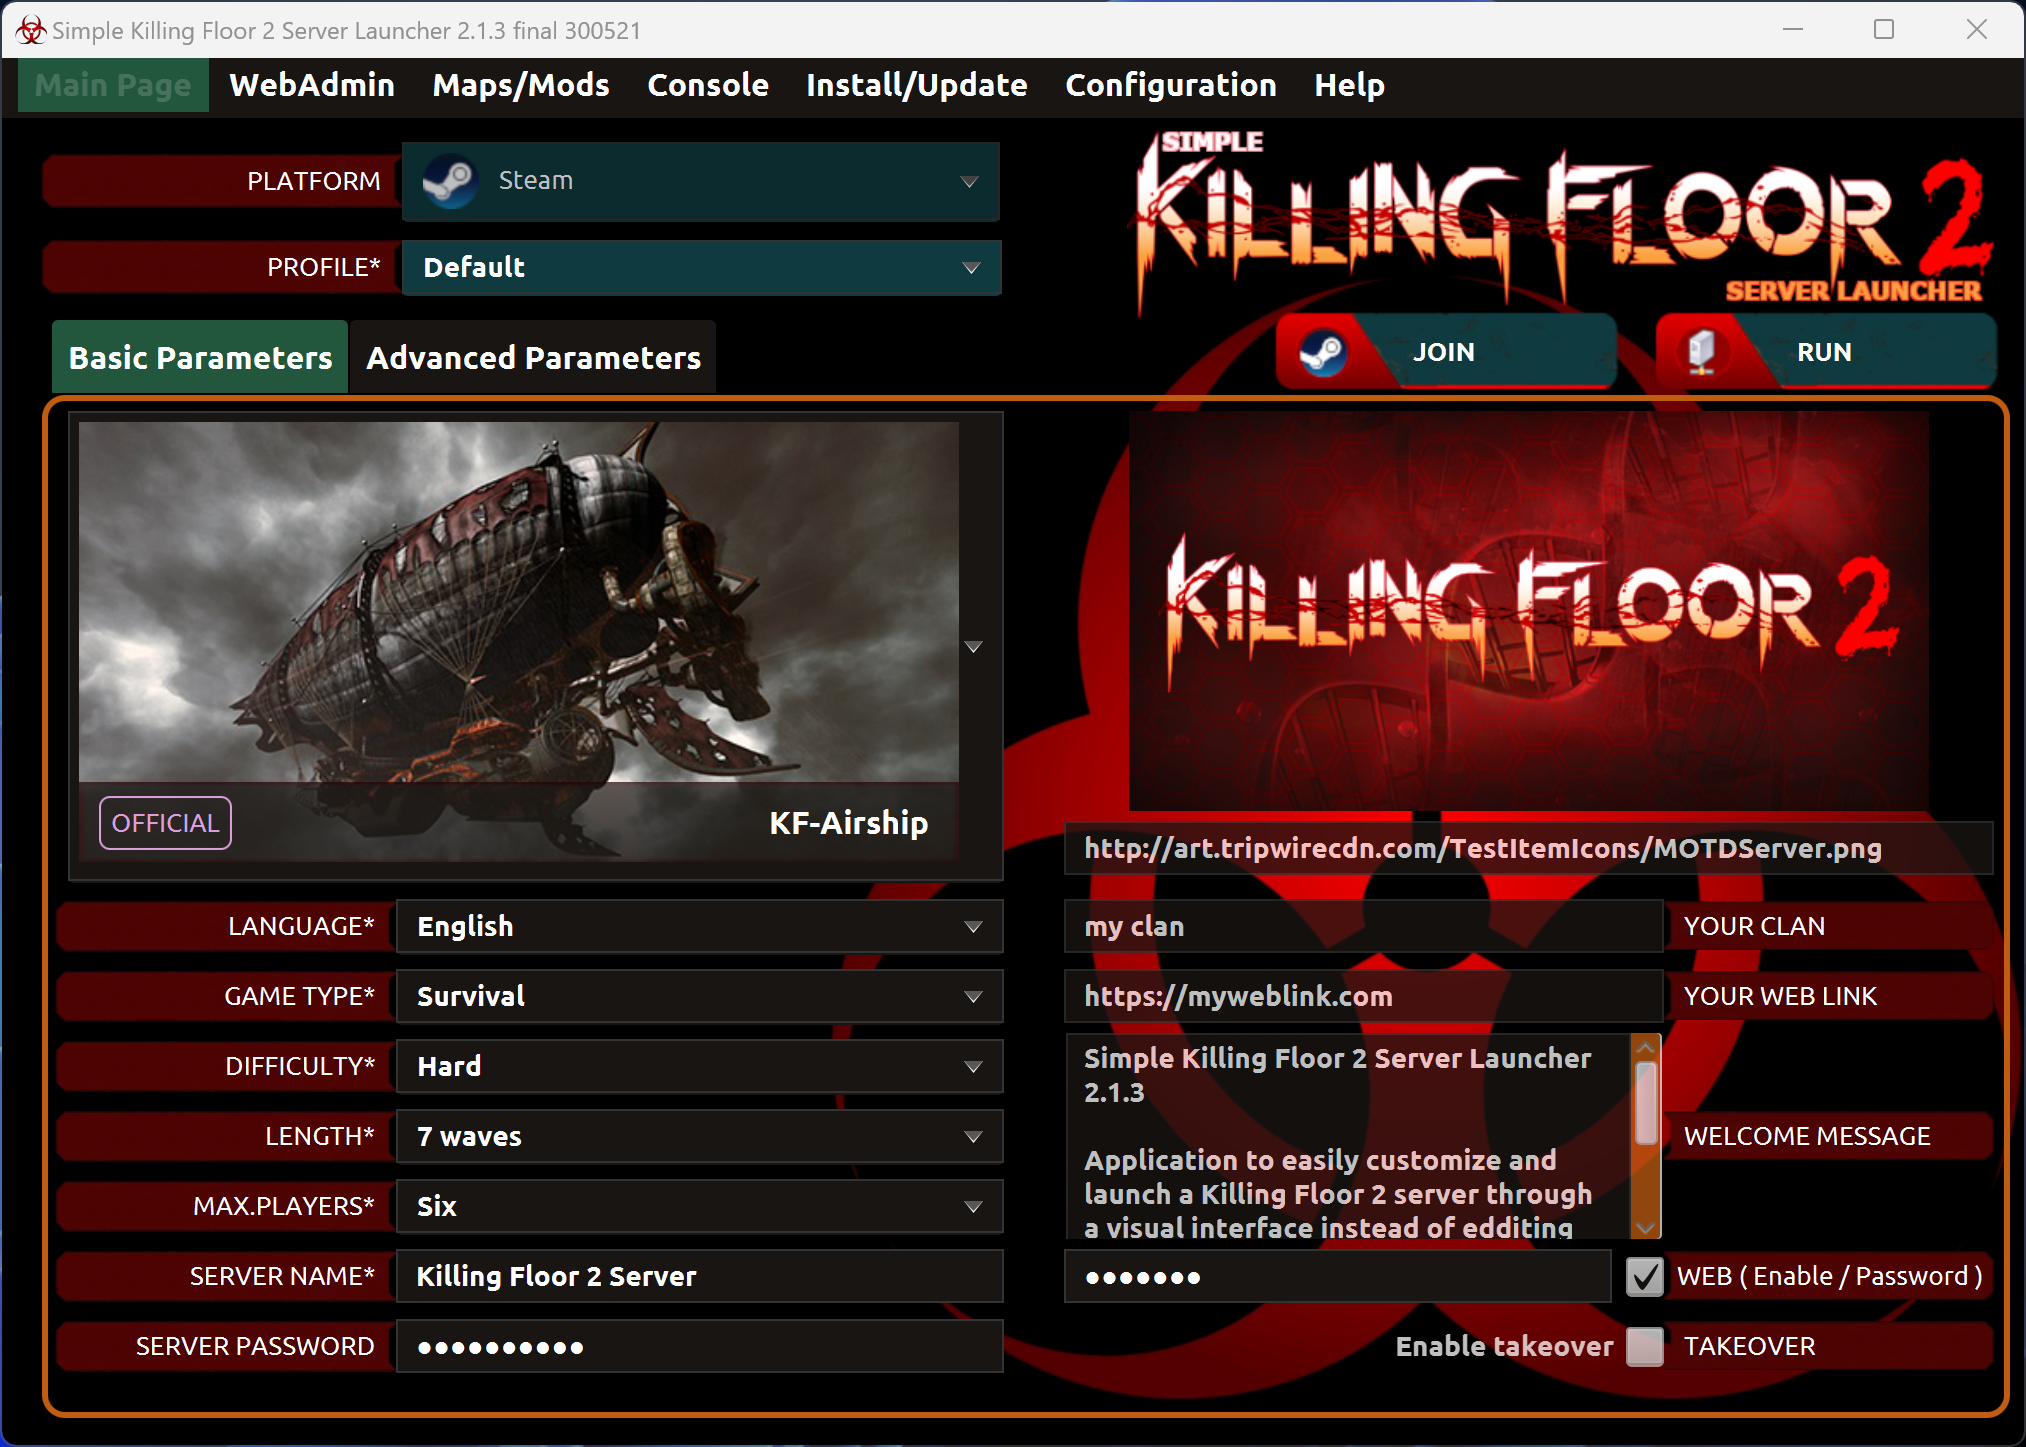 Simple Killing Floor 2 Server Launcher 2.1.3 final 300521
Main Page WebAdmin Maps/Mods Console Install/Update Configuration Help
PLATFORM Steam
PROFILE* Default
SIMPLE
KILLING FLOOR 2
SERVER LAUNCHER
JOIN RUN
Basic Parameters Advanced Parameters
OFFICIAL KF-Airship
KILLING FLOOR 2
http://art.tripwirecdn.com/TestItemIcons/MOTDServer.png
LANGUAGE* English
GAME TYPE* Survival
DIFFICULTY* Hard
LENGTH* 7 waves
MAX.PLAYERS* Six
SERVER NAME* Killing Floor 2 Server
SERVER PASSWORD ●●●●●●●●●●
my clan YOUR CLAN
https://myweblink.com YOUR WEB LINK
Simple Killing Floor 2 Server Launcher
2.1.3
Application to easily customize and
launch a Killing Floor 2 server through
a visual interface instead of edditing
WELCOME MESSAGE
●●●●●●● WEB ( Enable / Password )
Enable takeover TAKEOVER